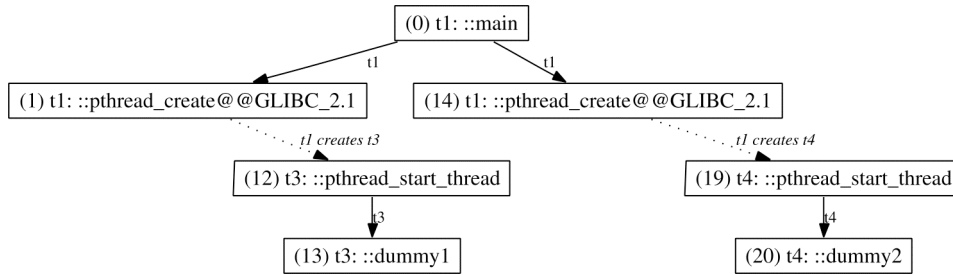 (0) t1: ::main
t1
t1
(1) t1: ::pthread_create@@GLIBC_2.1
(14) t1: ::pthread_create@@GLIBC_2.1
t1 creates t3
t1 creates t4
(12) t3: ::pthread_start_thread
(19) t4: ::pthread_start_thread
t3
t4
(13) t3: ::dummy1
(20) t4: ::dummy2